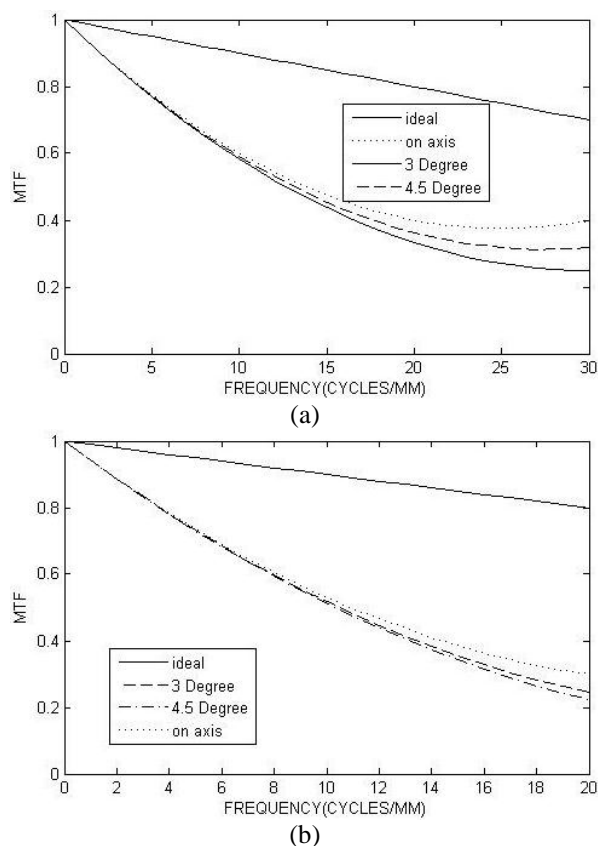 1
0.8
0.6
0.4
0.2
0
MTF
ideal
on axis
3 Degree
4.5 Degree
0 5 10 15 20 25 30
FREQUENCY(CYCLES/MM)
(a)
1
0.8
0.6
0.4
0.2
0
MTF
ideal
3 Degree
4.5 Degree
on axis
0 2 4 6 8 10 12 14 16 18 20
FREQUENCY(CYCLES/MM)
(b)